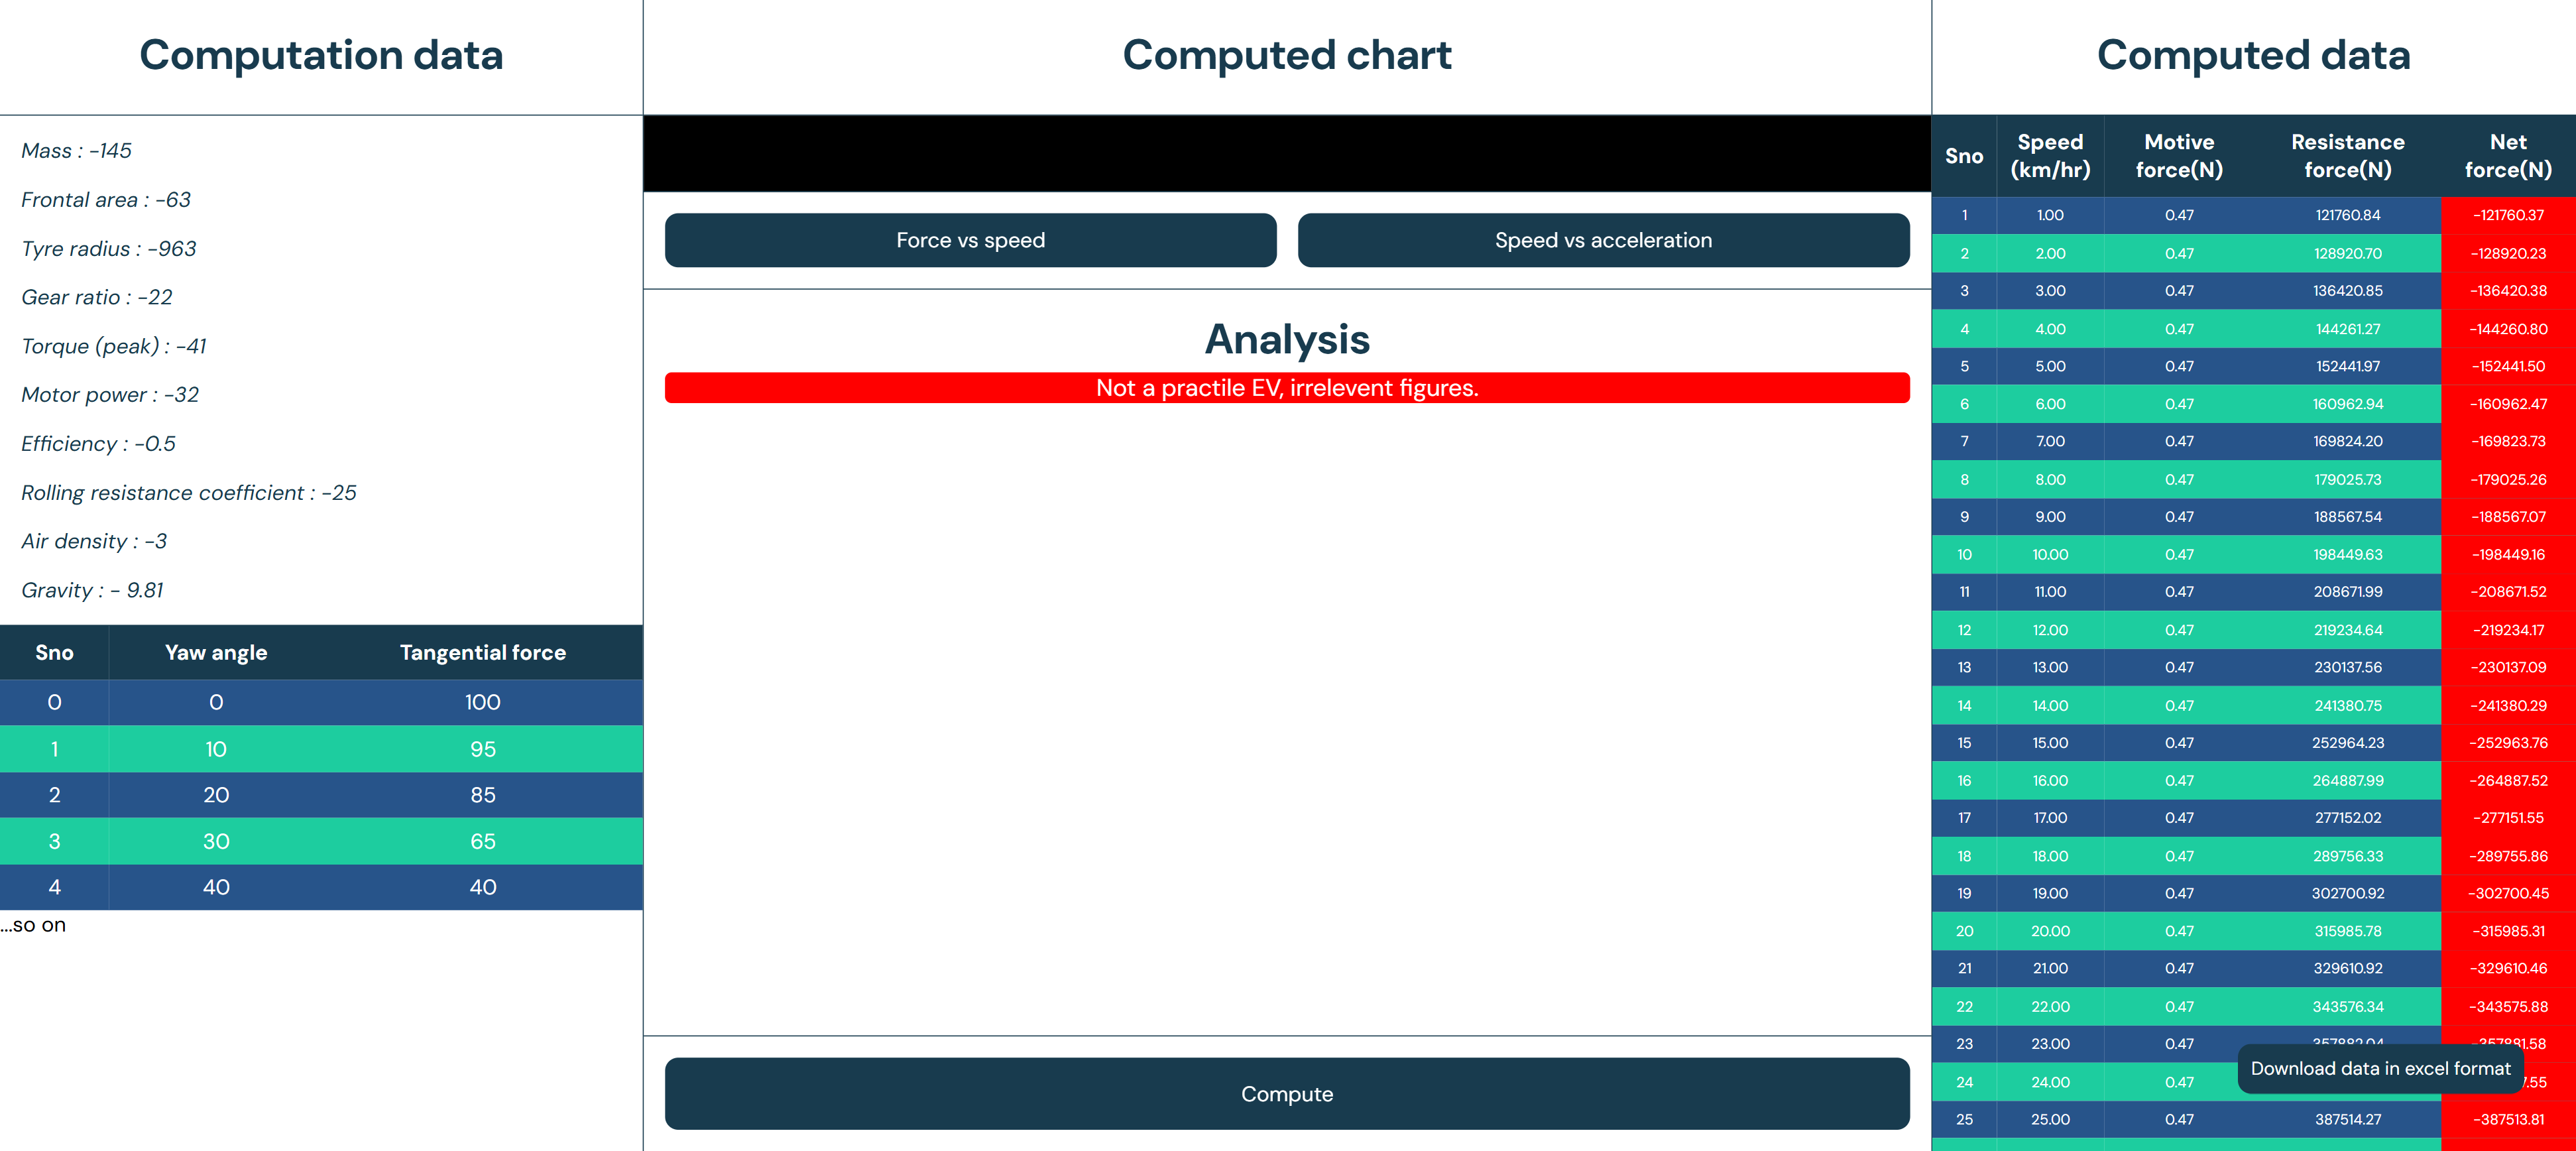 Computation data
Mass : -145
Frontal area : -63
Tyre radius : -963
Gear ratio : -22
Torque (peak) : -41
Motor power : -32
Efficiency : -0.5
Rolling resistance coefficient : -25
Air density : -3
Gravity : - 9.81
Sno Yaw angle Tangential force
0 0 100
1 10 95
2 20 85
3 30 65
4 40 40
...so on
Computed chart
Force vs speed Speed vs acceleration
Analysis
Not a practile EV, irrelevent figures.
Compute
Computed data
Sno Speed (km/hr) Motive force(N) Resistance force(N) Net force(N)
1 1.00 0.47 121760.84 -121760.37
2 2.00 0.47 128920.70 -128920.23
3 3.00 0.47 136420.85 -136420.38
4 4.00 0.47 144261.27 -144260.80
5 5.00 0.47 152441.97 -152441.50
6 6.00 0.47 160962.94 -160962.47
7 7.00 0.47 169824.20 -169823.73
8 8.00 0.47 179025.73 -179025.26
9 9.00 0.47 188567.54 -188567.07
10 10.00 0.47 198449.63 -198449.16
11 11.00 0.47 208671.99 -208671.52
12 12.00 0.47 219234.64 -219234.17
13 13.00 0.47 230137.56 -230137.09
14 14.00 0.47 241380.75 -241380.29
15 15.00 0.47 252964.23 -252963.76
16 16.00 0.47 264887.99 -264887.52
17 17.00 0.47 277152.02 -277151.55
18 18.00 0.47 289756.33 -289755.86
19 19.00 0.47 302700.92 -302700.45
20 20.00 0.47 315985.78 -315985.31
21 21.00 0.47 329610.92 -329610.46
22 22.00 0.47 343576.34 -343575.88
23 23.00 0.47
24 24.00 0.47
Download data in excel format
25 25.00 0.47 387514.27 -387513.81